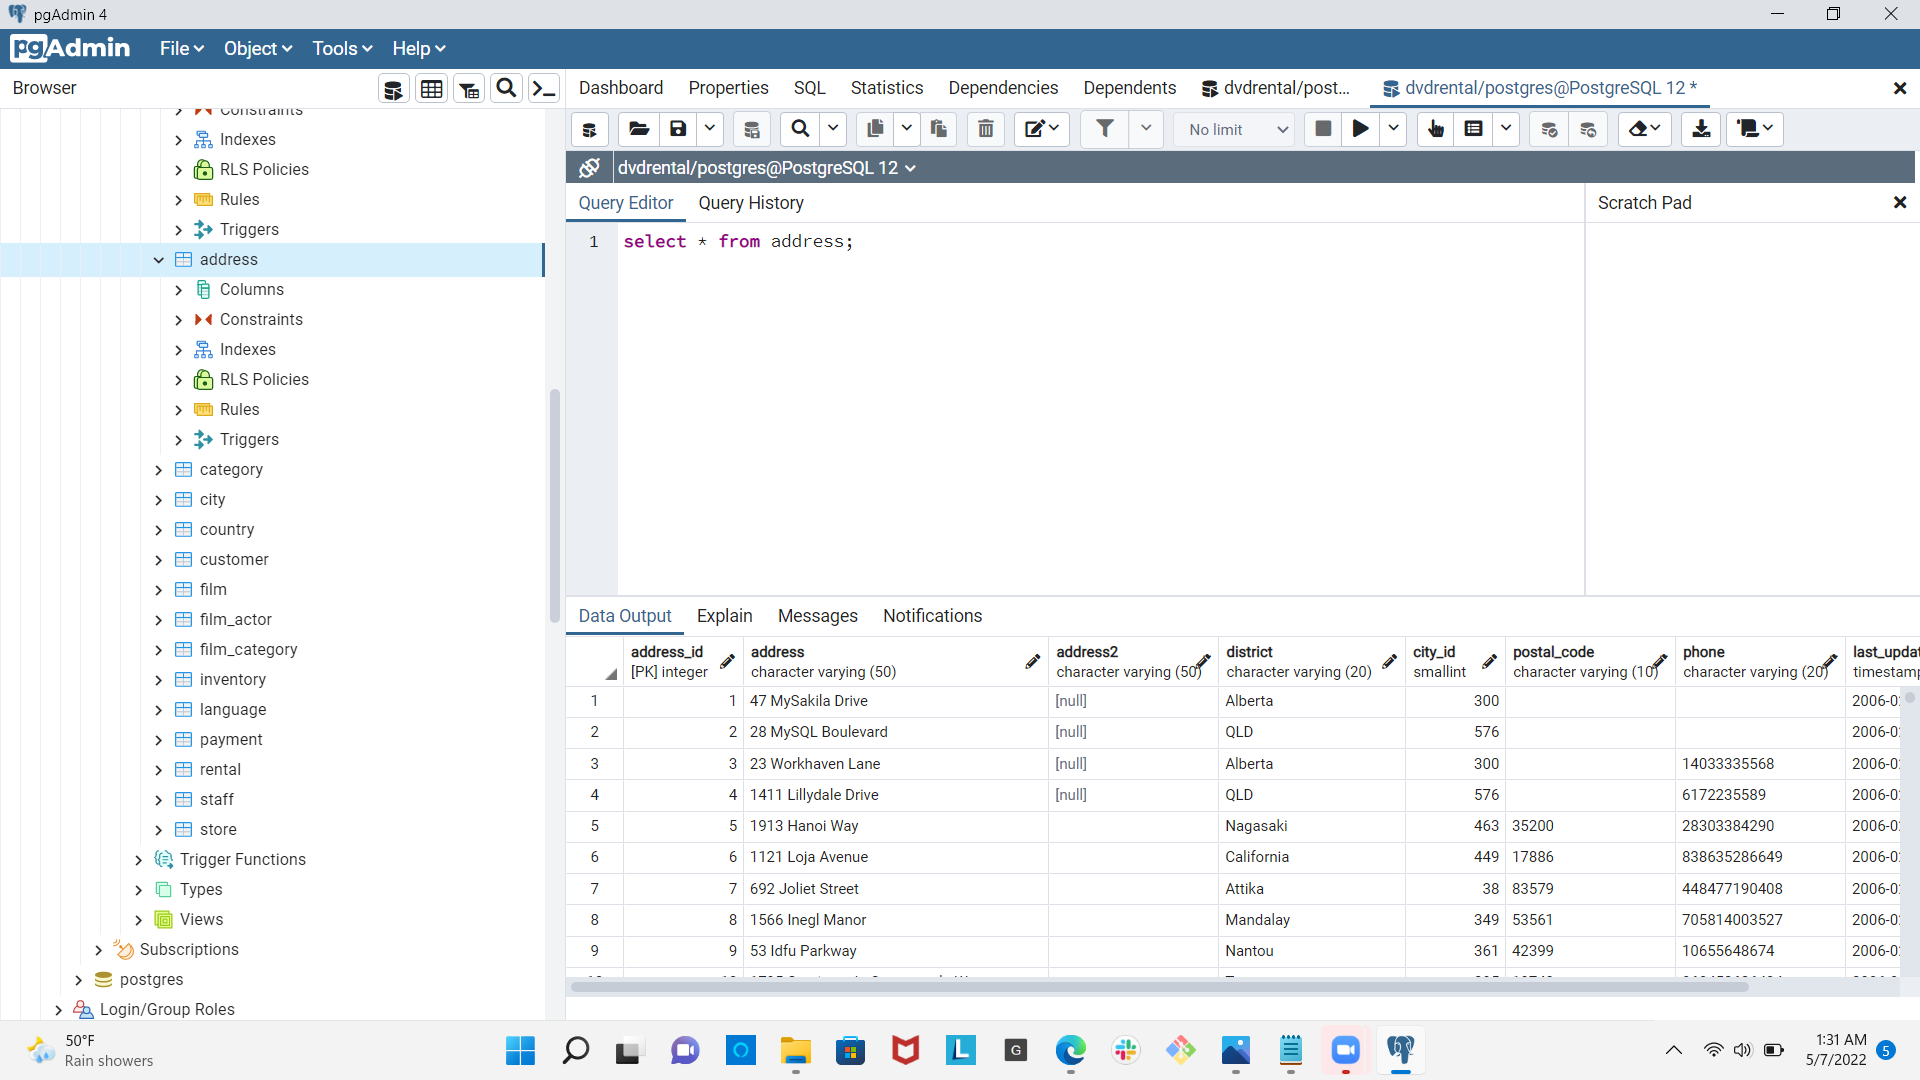 pgAdmin 4
pgAdmin File Object Tools Help
Browser
Dashboard Properties SQL Statistics Dependencies Dependents dvdrental/post... dvdrental/postgres@PostgreSQL 12 *
No limit
dvdrental/postgres@PostgreSQL 12
Query Editor Query History
Scratch Pad
1 select * from address;
Constraints
Indexes
RLS Policies
Rules
Triggers
address
Columns
Constraints
Indexes
RLS Policies
Rules
Triggers
category
city
country
customer
film
film_actor
film_category
inventory
language
payment
rental
staff
store
Trigger Functions
Types
Views
Subscriptions
postgres
Login/Group Roles
Data Output Explain Messages Notifications
address_id address address2 district city_id postal_code phone last_updat
[PK] integer character varying (50) character varying (50) character varying (20) smallint character varying (10) character varying (20) timestamp
1 1 47 MySakila Drive [null] Alberta 300 2006-0
2 2 28 MySQL Boulevard [null] QLD 576 2006-0
3 3 23 Workhaven Lane [null] Alberta 300 14033335568 2006-0
4 4 1411 Lillydale Drive [null] QLD 576 6172235589 2006-0
5 5 1913 Hanoi Way Nagasaki 463 35200 28303384290 2006-0
6 6 1121 Loja Avenue California 449 17886 838635286649 2006-0
7 7 692 Joliet Street Attika 38 83579 448477190408 2006-0
8 8 1566 Inegl Manor Mandalay 349 53561 705814003527 2006-0
9 9 53 Idfu Parkway Nantou 361 42399 10655648674 2006-0
50°F
Rain showers
L
G
1:31 AM
5/7/2022
5